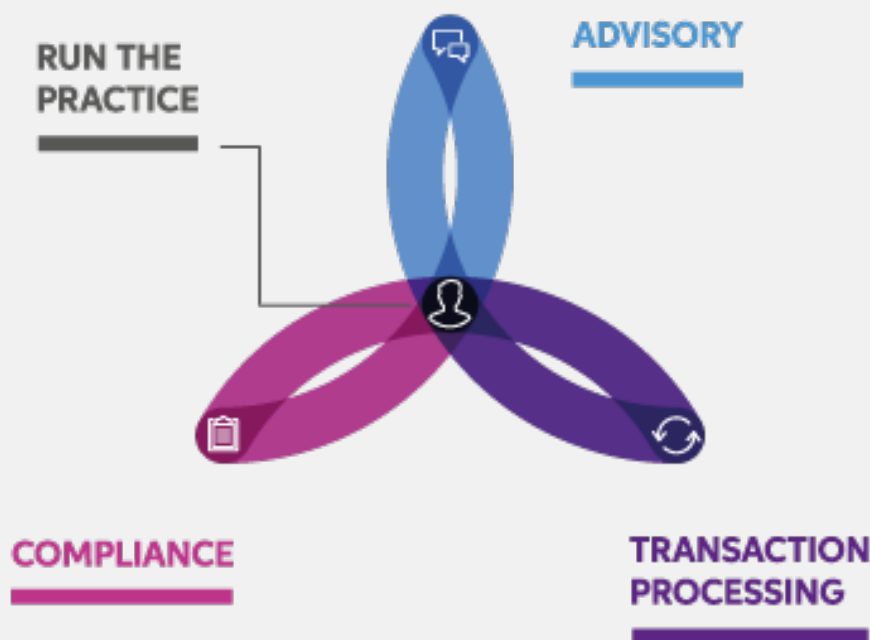 RUN THE
PRACTICE
ADVISORY
COMPLIANCE
TRANSACTION
PROCESSING